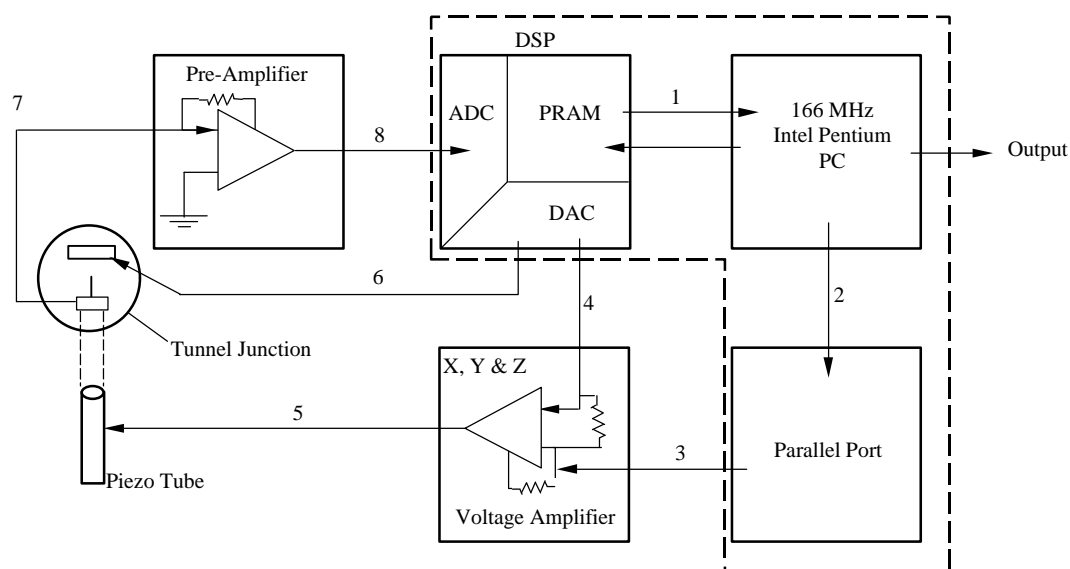 DSP
Pre-Amplifier
7
8
ADC
PRAM
1
166 MHz
Intel Pentium
PC
Output
DAC
6
4
2
Tunnel Junction
X, Y & Z
5
3
Parallel Port
Piezo Tube
Voltage Amplifier